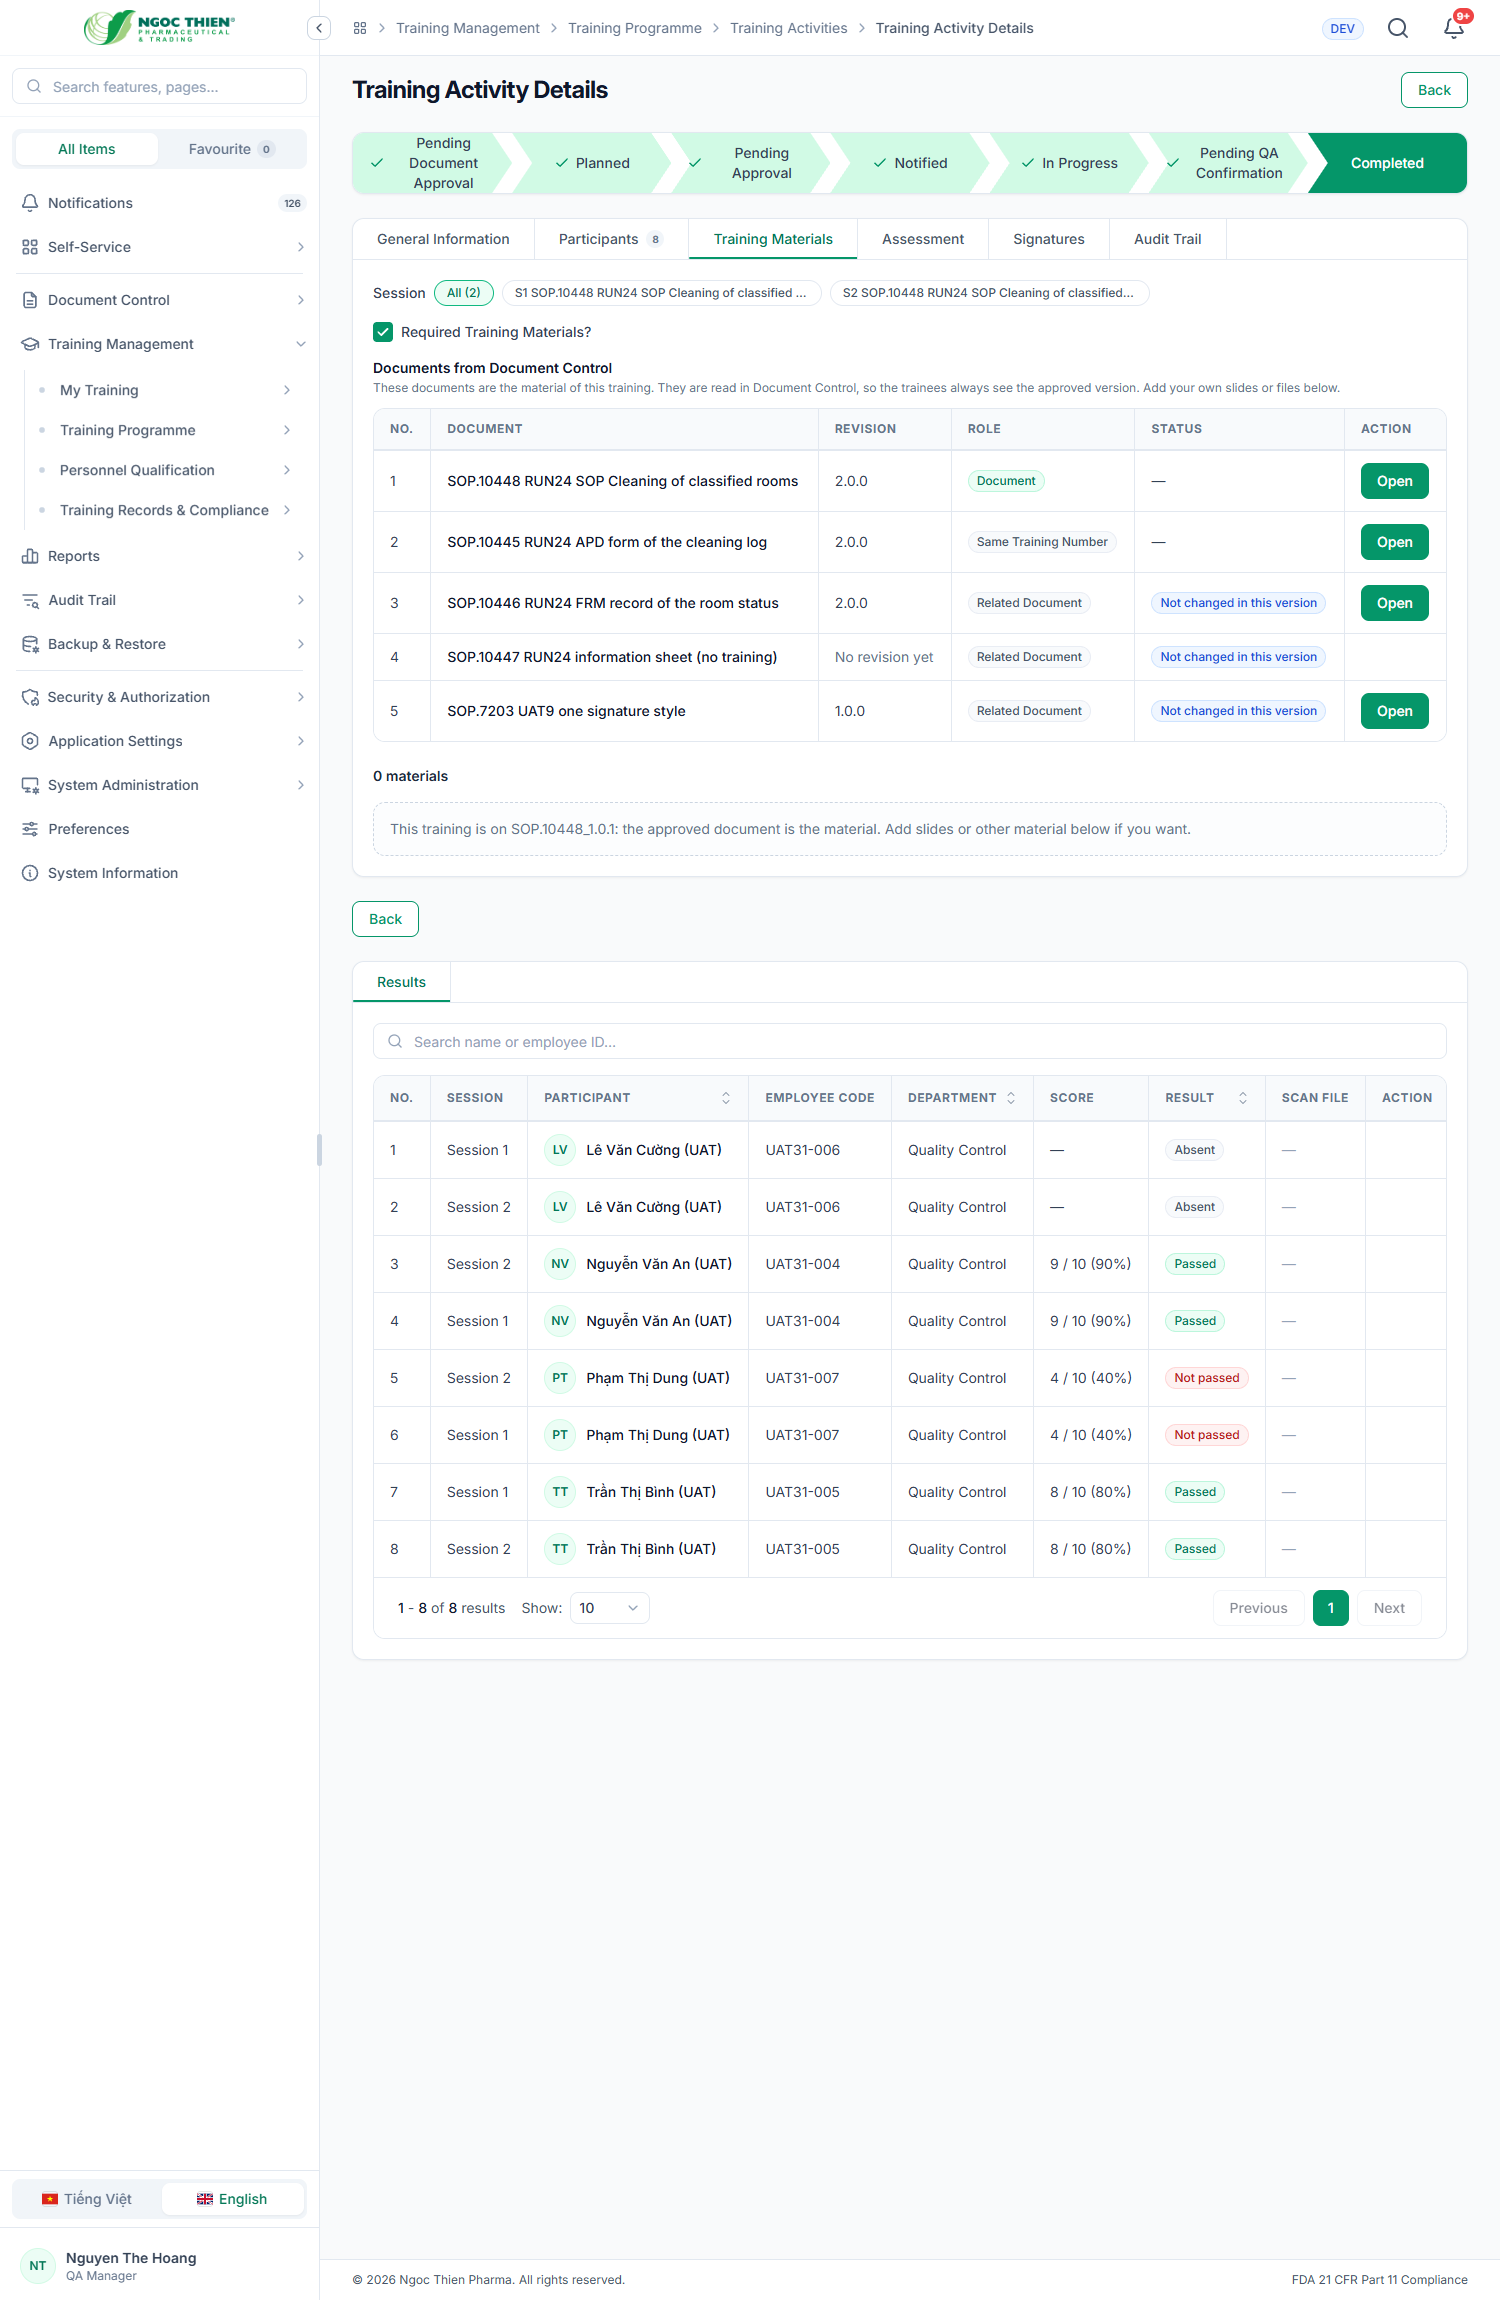 NGOC THIEN®
PHARMACEUTICAL
& TRADING
Search features, pages...
All Items
Favourite 0
Notifications 126
Self-Service
Document Control
Training Management
My Training
Training Programme
Personnel Qualification
Training Records & Compliance
Reports
Audit Trail
Backup & Restore
Security & Authorization
Application Settings
System Administration
Preferences
System Information
Tiếng Việt
English
NT
Nguyen The Hoang
QA Manager
Training Management > Training Programme > Training Activities > Training Activity Details
DEV
9+
Training Activity Details
Back
Pending Document Approval
Planned
Pending Approval
Notified
In Progress
Pending QA Confirmation
Completed
General Information
Participants 8
Training Materials
Assessment
Signatures
Audit Trail
Session All (2) S1 SOP.10448 RUN24 SOP Cleaning of classified ... S2 SOP.10448 RUN24 SOP Cleaning of classified...
Required Training Materials?
Documents from Document Control
These documents are the material of this training. They are read in Document Control, so the trainees always see the approved version. Add your own slides or files below.
NO. DOCUMENT REVISION ROLE STATUS ACTION
1 SOP.10448 RUN24 SOP Cleaning of classified rooms 2.0.0 Document — Open
2 SOP.10445 RUN24 APD form of the cleaning log 2.0.0 Same Training Number — Open
3 SOP.10446 RUN24 FRM record of the room status 2.0.0 Related Document Not changed in this version Open
4 SOP.10447 RUN24 information sheet (no training) No revision yet Related Document Not changed in this version
5 SOP.7203 UAT9 one signature style 1.0.0 Related Document Not changed in this version Open
0 materials
This training is on SOP.10448_1.0.1: the approved document is the material. Add slides or other material below if you want.
Back
Results
Search name or employee ID...
NO. SESSION PARTICIPANT EMPLOYEE CODE DEPARTMENT SCORE RESULT SCAN FILE ACTION
1 Session 1 LV Lê Văn Cường (UAT) UAT31-006 Quality Control — Absent —
2 Session 2 LV Lê Văn Cường (UAT) UAT31-006 Quality Control — Absent —
3 Session 2 NV Nguyễn Văn An (UAT) UAT31-004 Quality Control 9 / 10 (90%) Passed —
4 Session 1 NV Nguyễn Văn An (UAT) UAT31-004 Quality Control 9 / 10 (90%) Passed —
5 Session 2 PT Phạm Thị Dung (UAT) UAT31-007 Quality Control 4 / 10 (40%) Not passed —
6 Session 1 PT Phạm Thị Dung (UAT) UAT31-007 Quality Control 4 / 10 (40%) Not passed —
7 Session 1 TT Trần Thị Bình (UAT) UAT31-005 Quality Control 8 / 10 (80%) Passed —
8 Session 2 TT Trần Thị Bình (UAT) UAT31-005 Quality Control 8 / 10 (80%) Passed —
1 - 8 of 8 results Show: 10 Previous 1 Next
© 2026 Ngoc Thien Pharma. All rights reserved.
FDA 21 CFR Part 11 Compliance